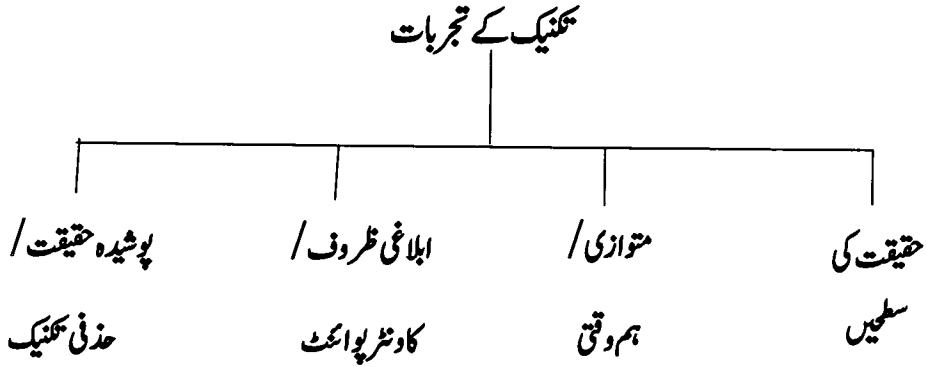 تکنیک کے تجربات
حقیقت کی
سطحیں
متوازی/
ہم وقتی
ابلاغی ظروف/
کاونٹر پوائنٹ
پوشیدہ حقیقت/
حذفی تکنیک